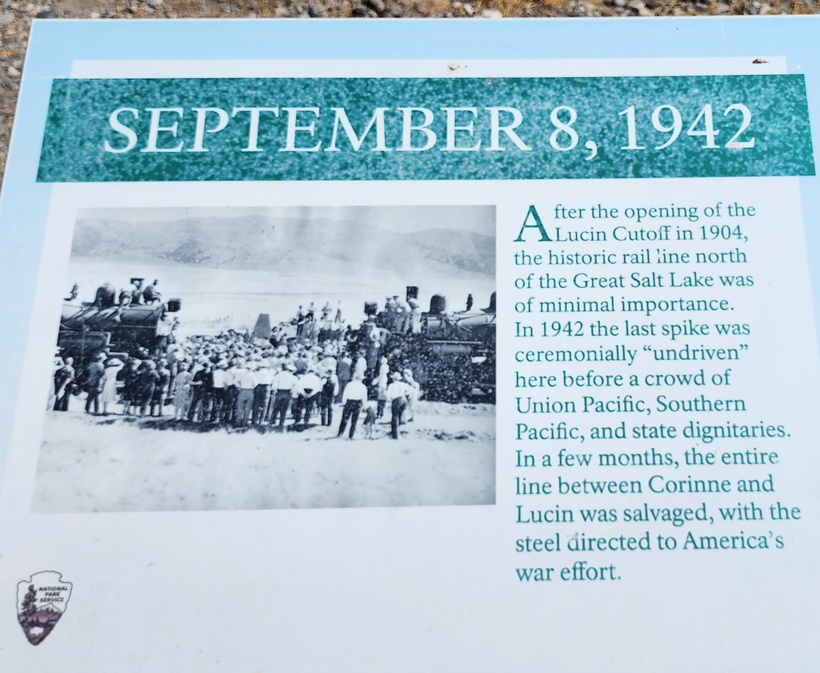 SEPTEMBER 8, 1942
After the opening of the
Lucin Cutoff in 1904,
the historic rail line north
of the Great Salt Lake was
of minimal importance.
In 1942 the last spike was
ceremonially “undriven”
here before a crowd of
Union Pacific, Southern
Pacific, and state dignitaries.
In a few months, the entire
line between Corinne and
Lucin was salvaged, with the
steel directed to America’s
war effort.
NATIONAL
PARK
SERVICE